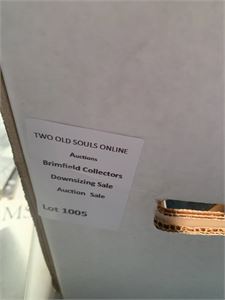 TWO OLD SOULS ONLINE
Auctions
Brimfield Collectors
Downsizing Sale
Auction Sale
Lot 1005